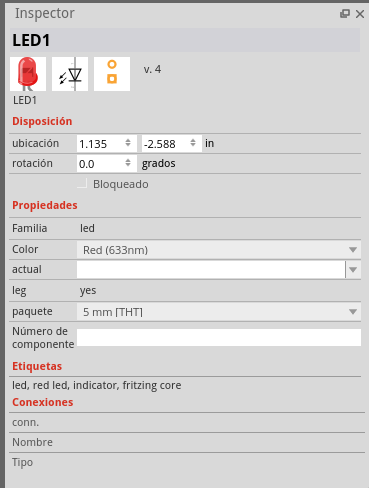 Inspector
LED1
v. 4
LED1
Disposición
ubicación 1.135 -2.588 in
rotación 0.0 grados
Bloqueado
Propiedades
Familia led
Color Red (633nm)
actual
leg yes
paquete 5 mm [THT]
Número de
componente
Etiquetas
led, red led, indicator, fritzing core
Conexiones
conn.
Nombre
Tipo